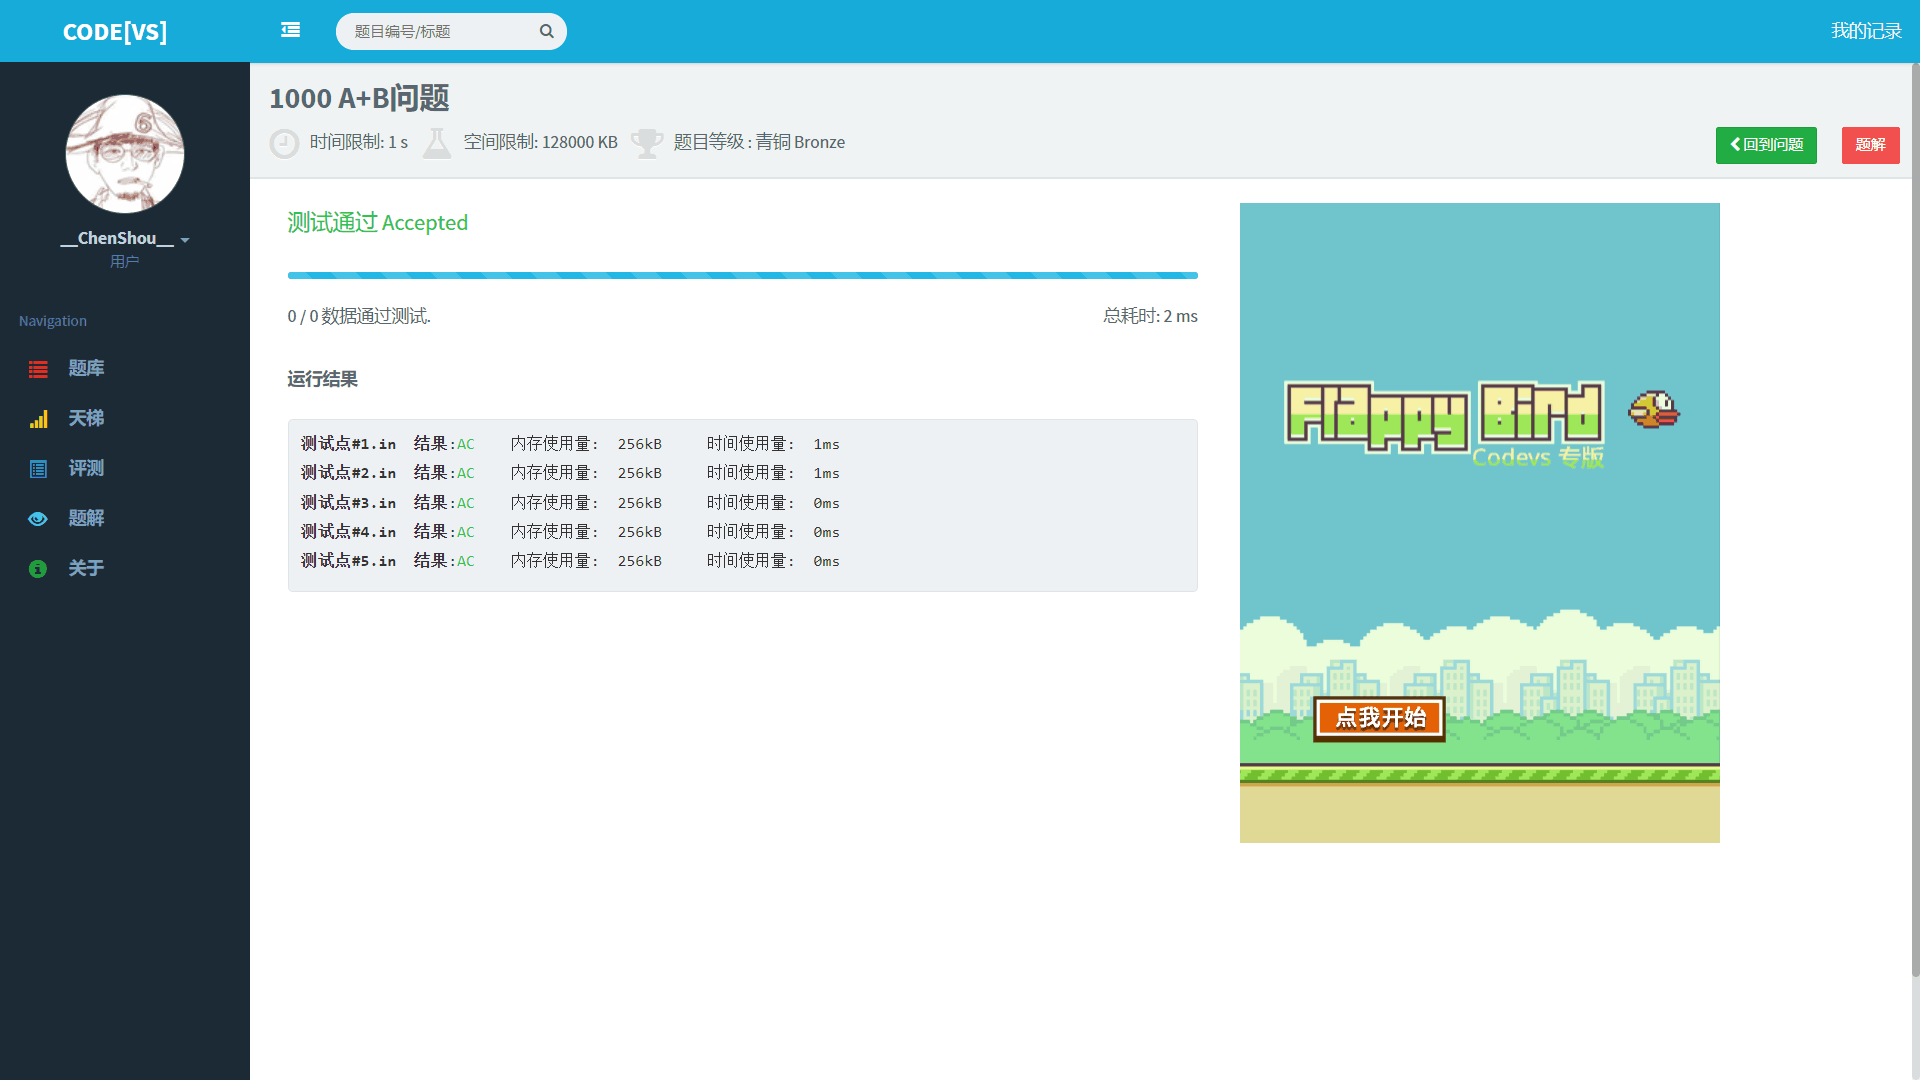 CODE[VS]
题目编号/标题
我的记录
6
__ChenShou__
用户
Navigation
题库
天梯
评测
题解
关于
1000 A+B问题
时间限制: 1 s
空间限制: 128000 KB
题目等级 : 青铜 Bronze
回到问题
题解
测试通过 Accepted
0 / 0 数据通过测试.
总耗时: 2 ms
运行结果
测试点#1.in 结果:AC 内存使用量: 256kB 时间使用量: 1ms
测试点#2.in 结果:AC 内存使用量: 256kB 时间使用量: 1ms
测试点#3.in 结果:AC 内存使用量: 256kB 时间使用量: 0ms
测试点#4.in 结果:AC 内存使用量: 256kB 时间使用量: 0ms
测试点#5.in 结果:AC 内存使用量: 256kB 时间使用量: 0ms
Flappy Bird
Codevs 专版
点我开始